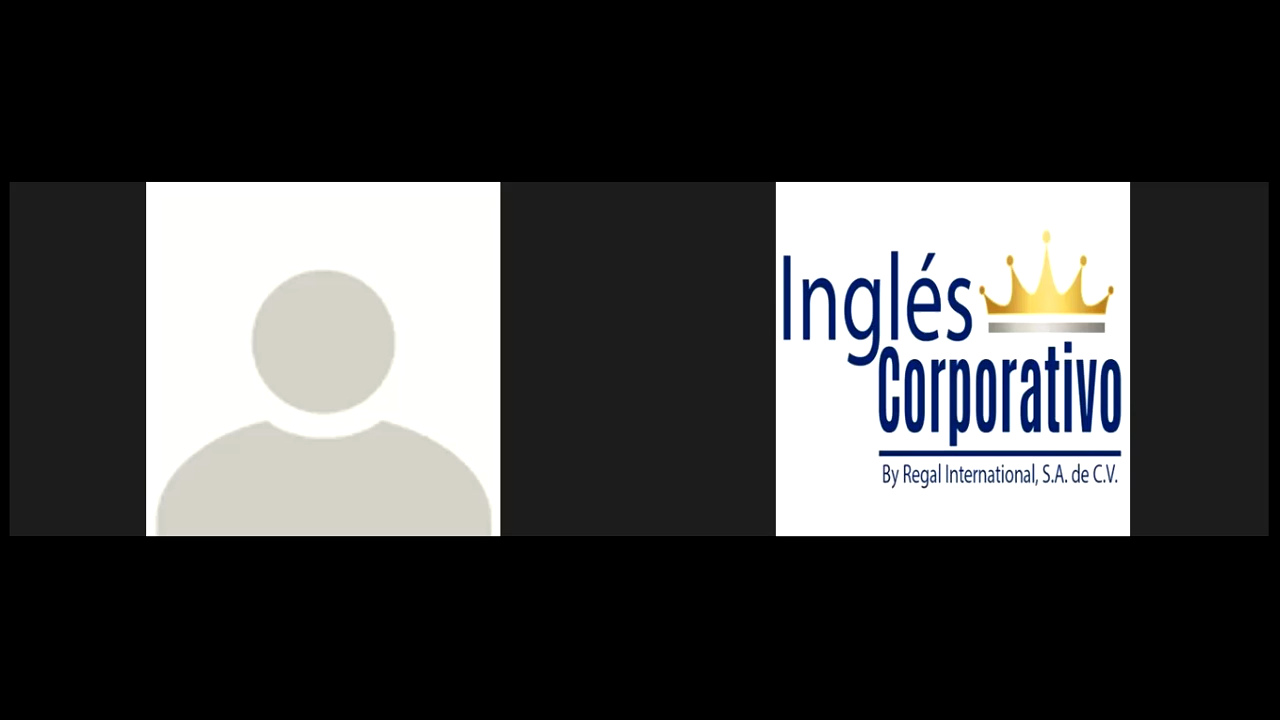 Inglés
Corporativo
By Regal International, S.A. de C.V.